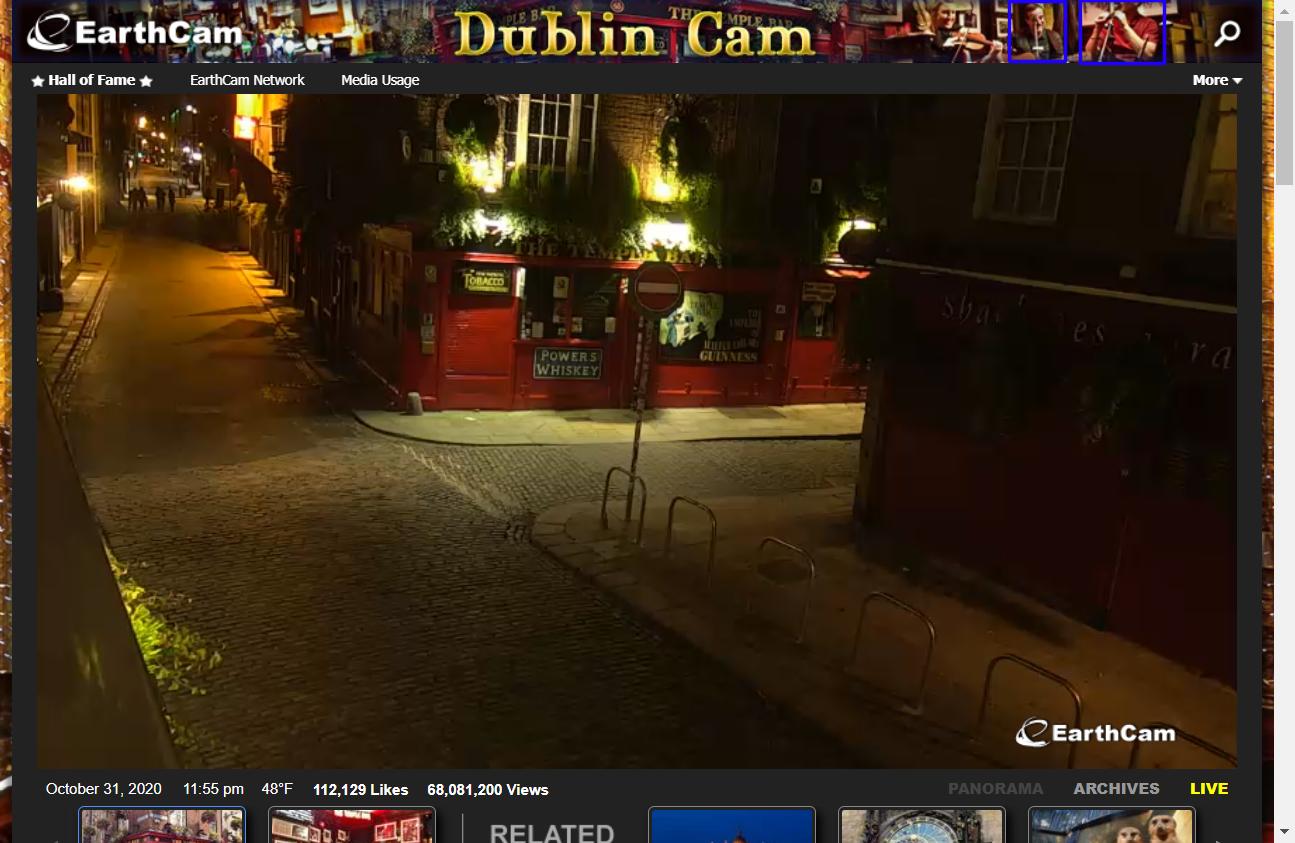 EarthCam
Dublin Cam
THE TEMPLE BAR
Hall of Fame
EarthCam Network
Media Usage
More
THE TEMPLE BAR
TOBACCO
POWERS
WHISKEY
GUINNESS
EarthCam
October 31, 2020
11:55 pm
48°F
112,129 Likes
68,081,200 Views
PANORAMA
ARCHIVES
LIVE
RELATED